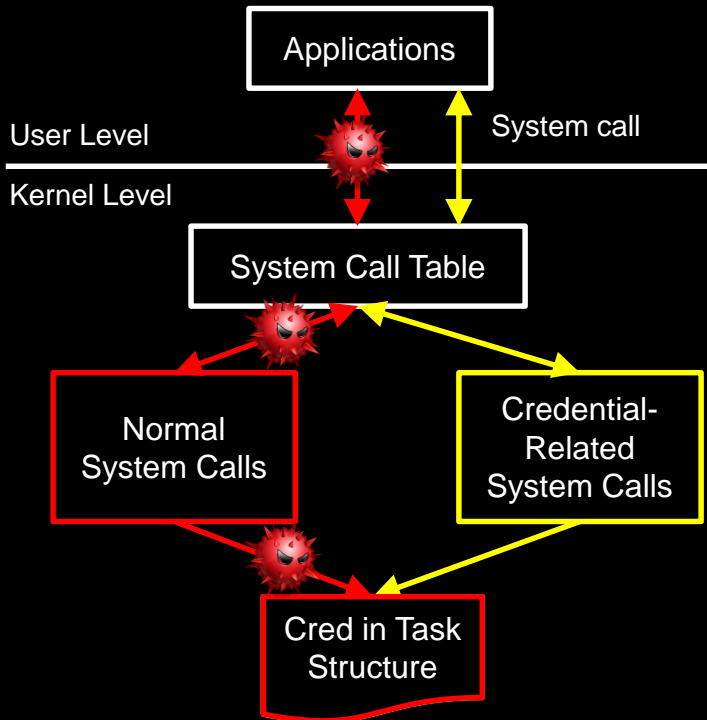 Applications
User Level
System call
Kernel Level
System Call Table
Normal
System Calls
Credential-
Related
System Calls
Cred in Task
Structure